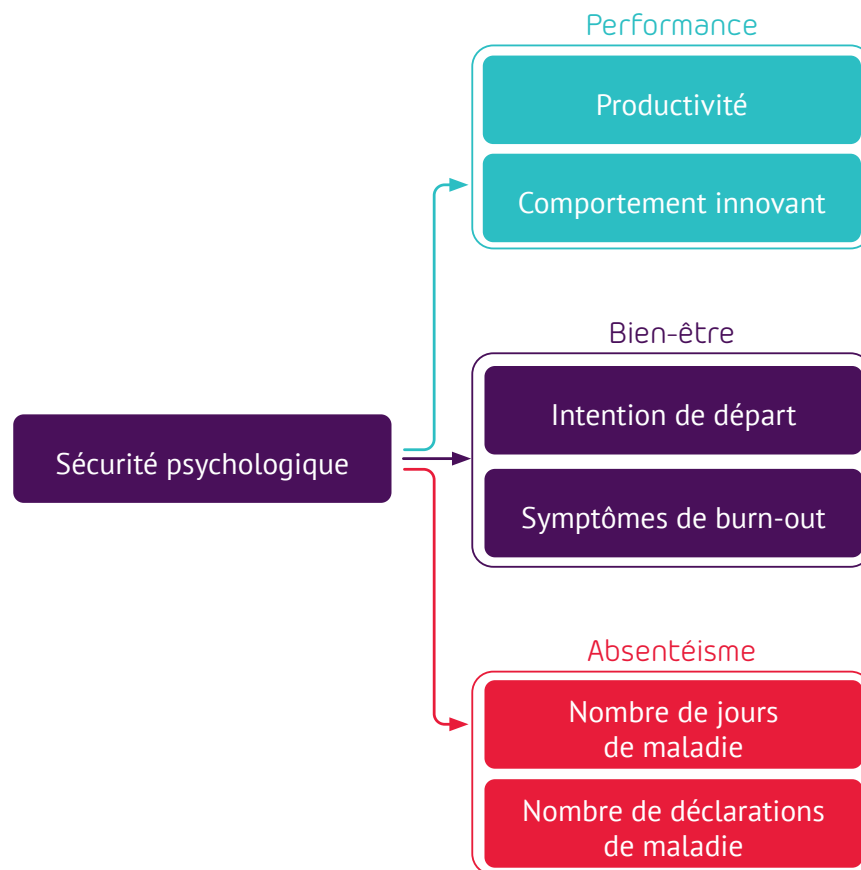 Performance
Productivité
Comportement innovant
Bien-être
Intention de départ
Sécurité psychologique
Symptômes de burn-out
Absentéisme
Nombre de jours
de maladie
Nombre de déclarations
de maladie